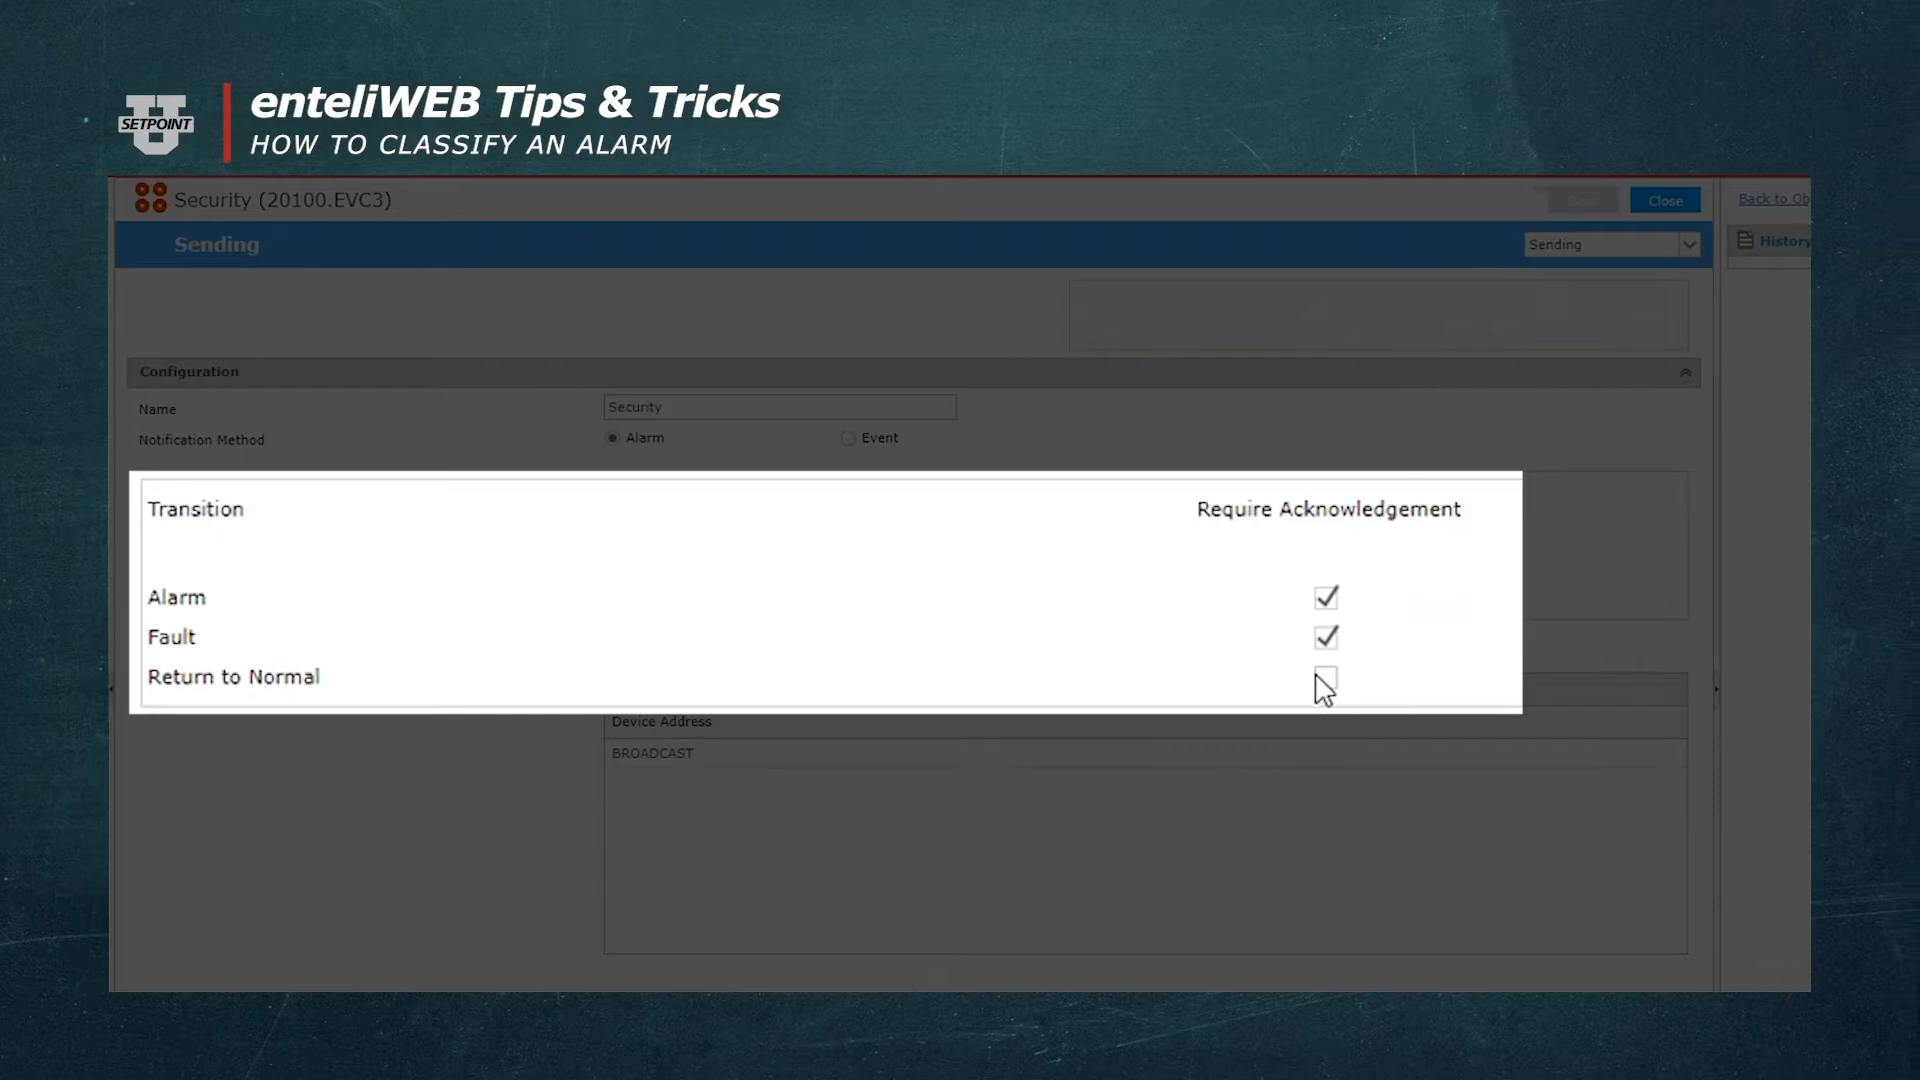 SETPOINT
enteliWEB Tips & Tricks
HOW TO CLASSIFY AN ALARM
Security (20100.EVC3)
Close
Back to Ob
Sending
Sending
History
Configuration
Name
Security
Notification Method
Alarm
Event
Transition
Require Acknowledgement
Alarm
Fault
Return to Normal
Device Address
BROADCAST